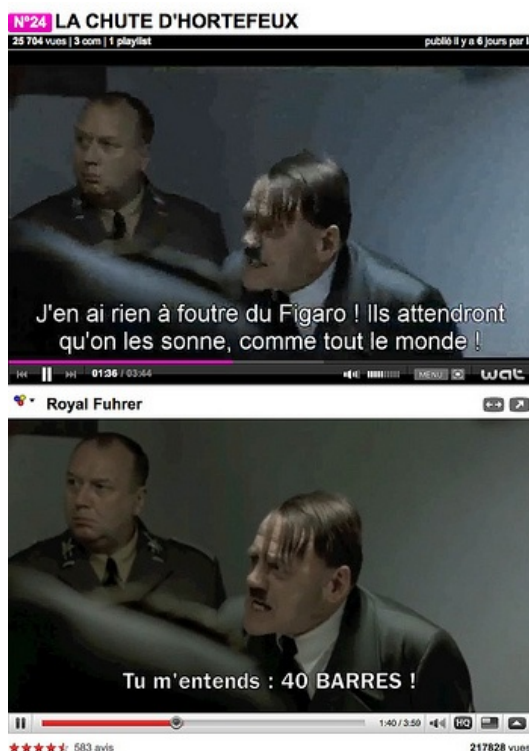 N°24 LA CHUTE D'HORTEFEUX
25 704 vues | 3 com | 1 playlist publié il y a 6 jours par l
J'en ai rien à foutre du Figaro ! Ils attendront
qu'on les sonne, comme tout le monde !
01:36 / 03:44 MENU wat
Royal Fuhrer
Tu m'entends : 40 BARRES !
1:40 / 3:50 HQ
583 avis 217828 vues